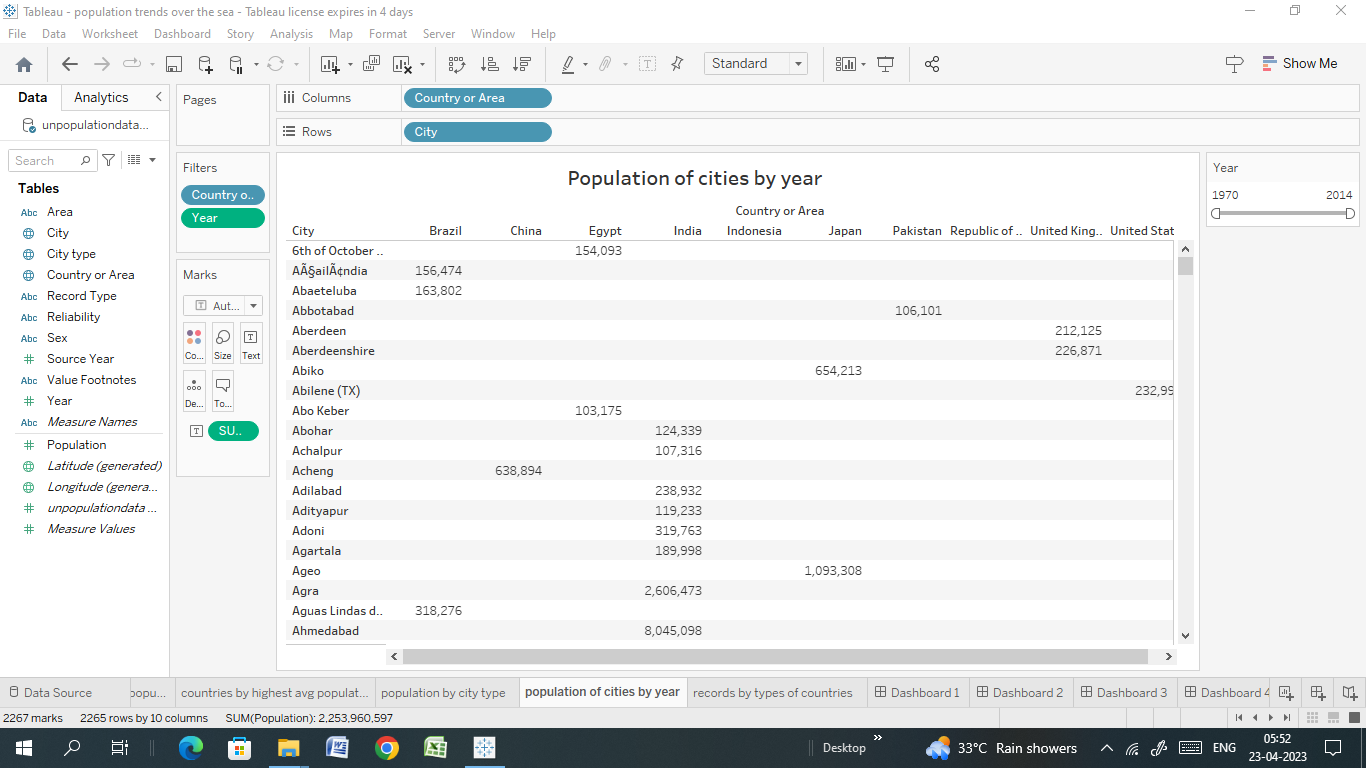 Tableau - population trends over the sea - Tableau license expires in 4 days
File Data Worksheet Dashboard Story Analysis Map Format Server Window Help
Standard
Show Me
Data Analytics
unpopulationdata...
Search
Tables
Abc Area
City
City type
Country or Area
Abc Record Type
Abc Reliability
Abc Sex
# Source Year
Abc Value Footnotes
# Year
Abc Measure Names
# Population
Latitude (generated)
Longitude (genera...
# unpopulationdata ...
# Measure Values
Pages
Filters
Country o..
Year
Marks
T Aut...
Co... Size Text
De... To...
T SU..
Columns Country or Area
Rows City
Population of cities by year
Country or Area
City Brazil China Egypt India Indonesia Japan Pakistan Republic of .. United King.. United Stat
6th of October .. 154,093
AÃ§ailÃ¢ndia 156,474
Abaeteluba 163,802
Abbotabad 106,101
Aberdeen 212,125
Aberdeenshire 226,871
Abiko 654,213
Abilene (TX) 232,99
Abo Keber 103,175
Abohar 124,339
Achalpur 107,316
Acheng 638,894
Adilabad 238,932
Adityapur 119,233
Adoni 319,763
Agartala 189,998
Ageo 1,093,308
Agra 2,606,473
Aguas Lindas d.. 318,276
Ahmedabad 8,045,098
Year
1970 2014
Data Source popu... countries by highest avg populat... population by city type population of cities by year records by types of countries Dashboard 1 Dashboard 2 Dashboard 3 Dashboard 4
2267 marks 2265 rows by 10 columns SUM(Population): 2,253,960,597
Desktop » 33°C Rain showers ENG 05:52
23-04-2023